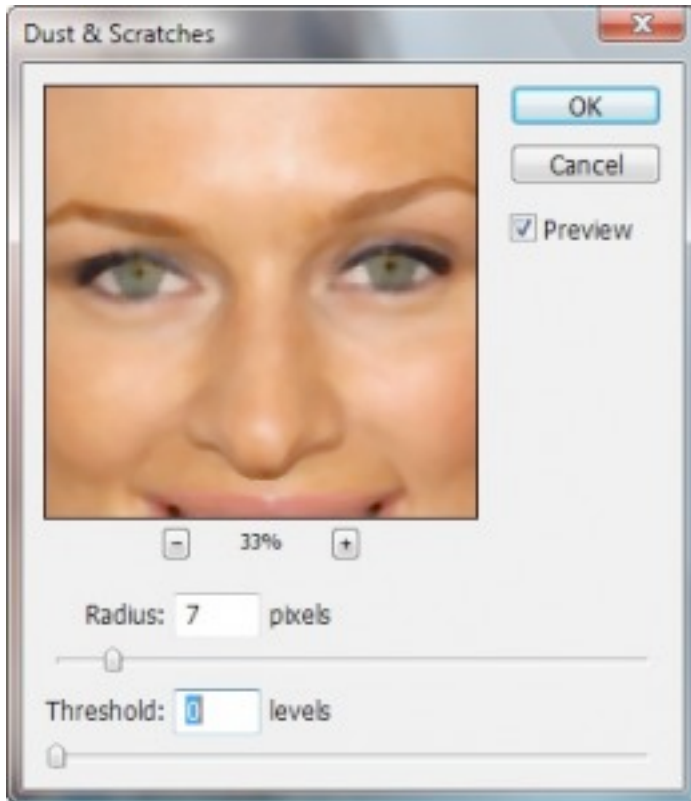 Dust & Scratches
OK
Cancel
Preview
33%
Radius: 7 pixels
Threshold: 0 levels